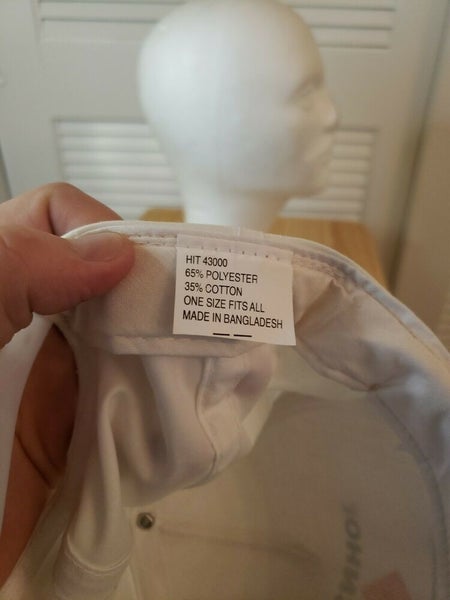 HIT 43000
65% POLYESTER
35% COTTON
ONE SIZE FITS ALL
MADE IN BANGLADESH